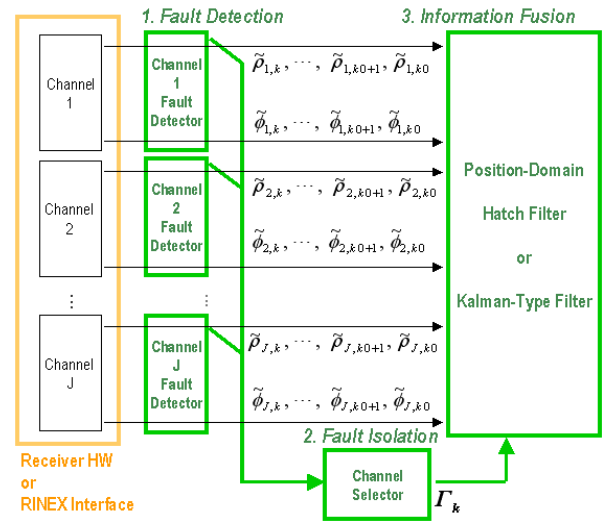 1. Fault Detection
3. Information Fusion
Channel
1
Channel
1
Fault
Detector
ρ̃1,k, ⋯, ρ̃1,k0+1, ρ̃1,k0
ϕ̃1,k, ⋯, ϕ̃1,k0+1, ϕ̃1,k0
Channel
2
Channel
2
Fault
Detector
ρ̃2,k, ⋯, ρ̃2,k0+1, ρ̃2,k0
ϕ̃2,k, ⋯, ϕ̃2,k0+1, ϕ̃2,k0
Position-Domain
Hatch Filter
or
Kalman-Type Filter
⋮
⋮
Channel
J
Channel
J
Fault
Detector
ρ̃J,k, ⋯, ρ̃J,k0+1, ρ̃J,k0
ϕ̃J,k, ⋯, ϕ̃J,k0+1, ϕ̃J,k0
2. Fault Isolation
Receiver HW
or
RINEX Interface
Channel
Selector
Γk